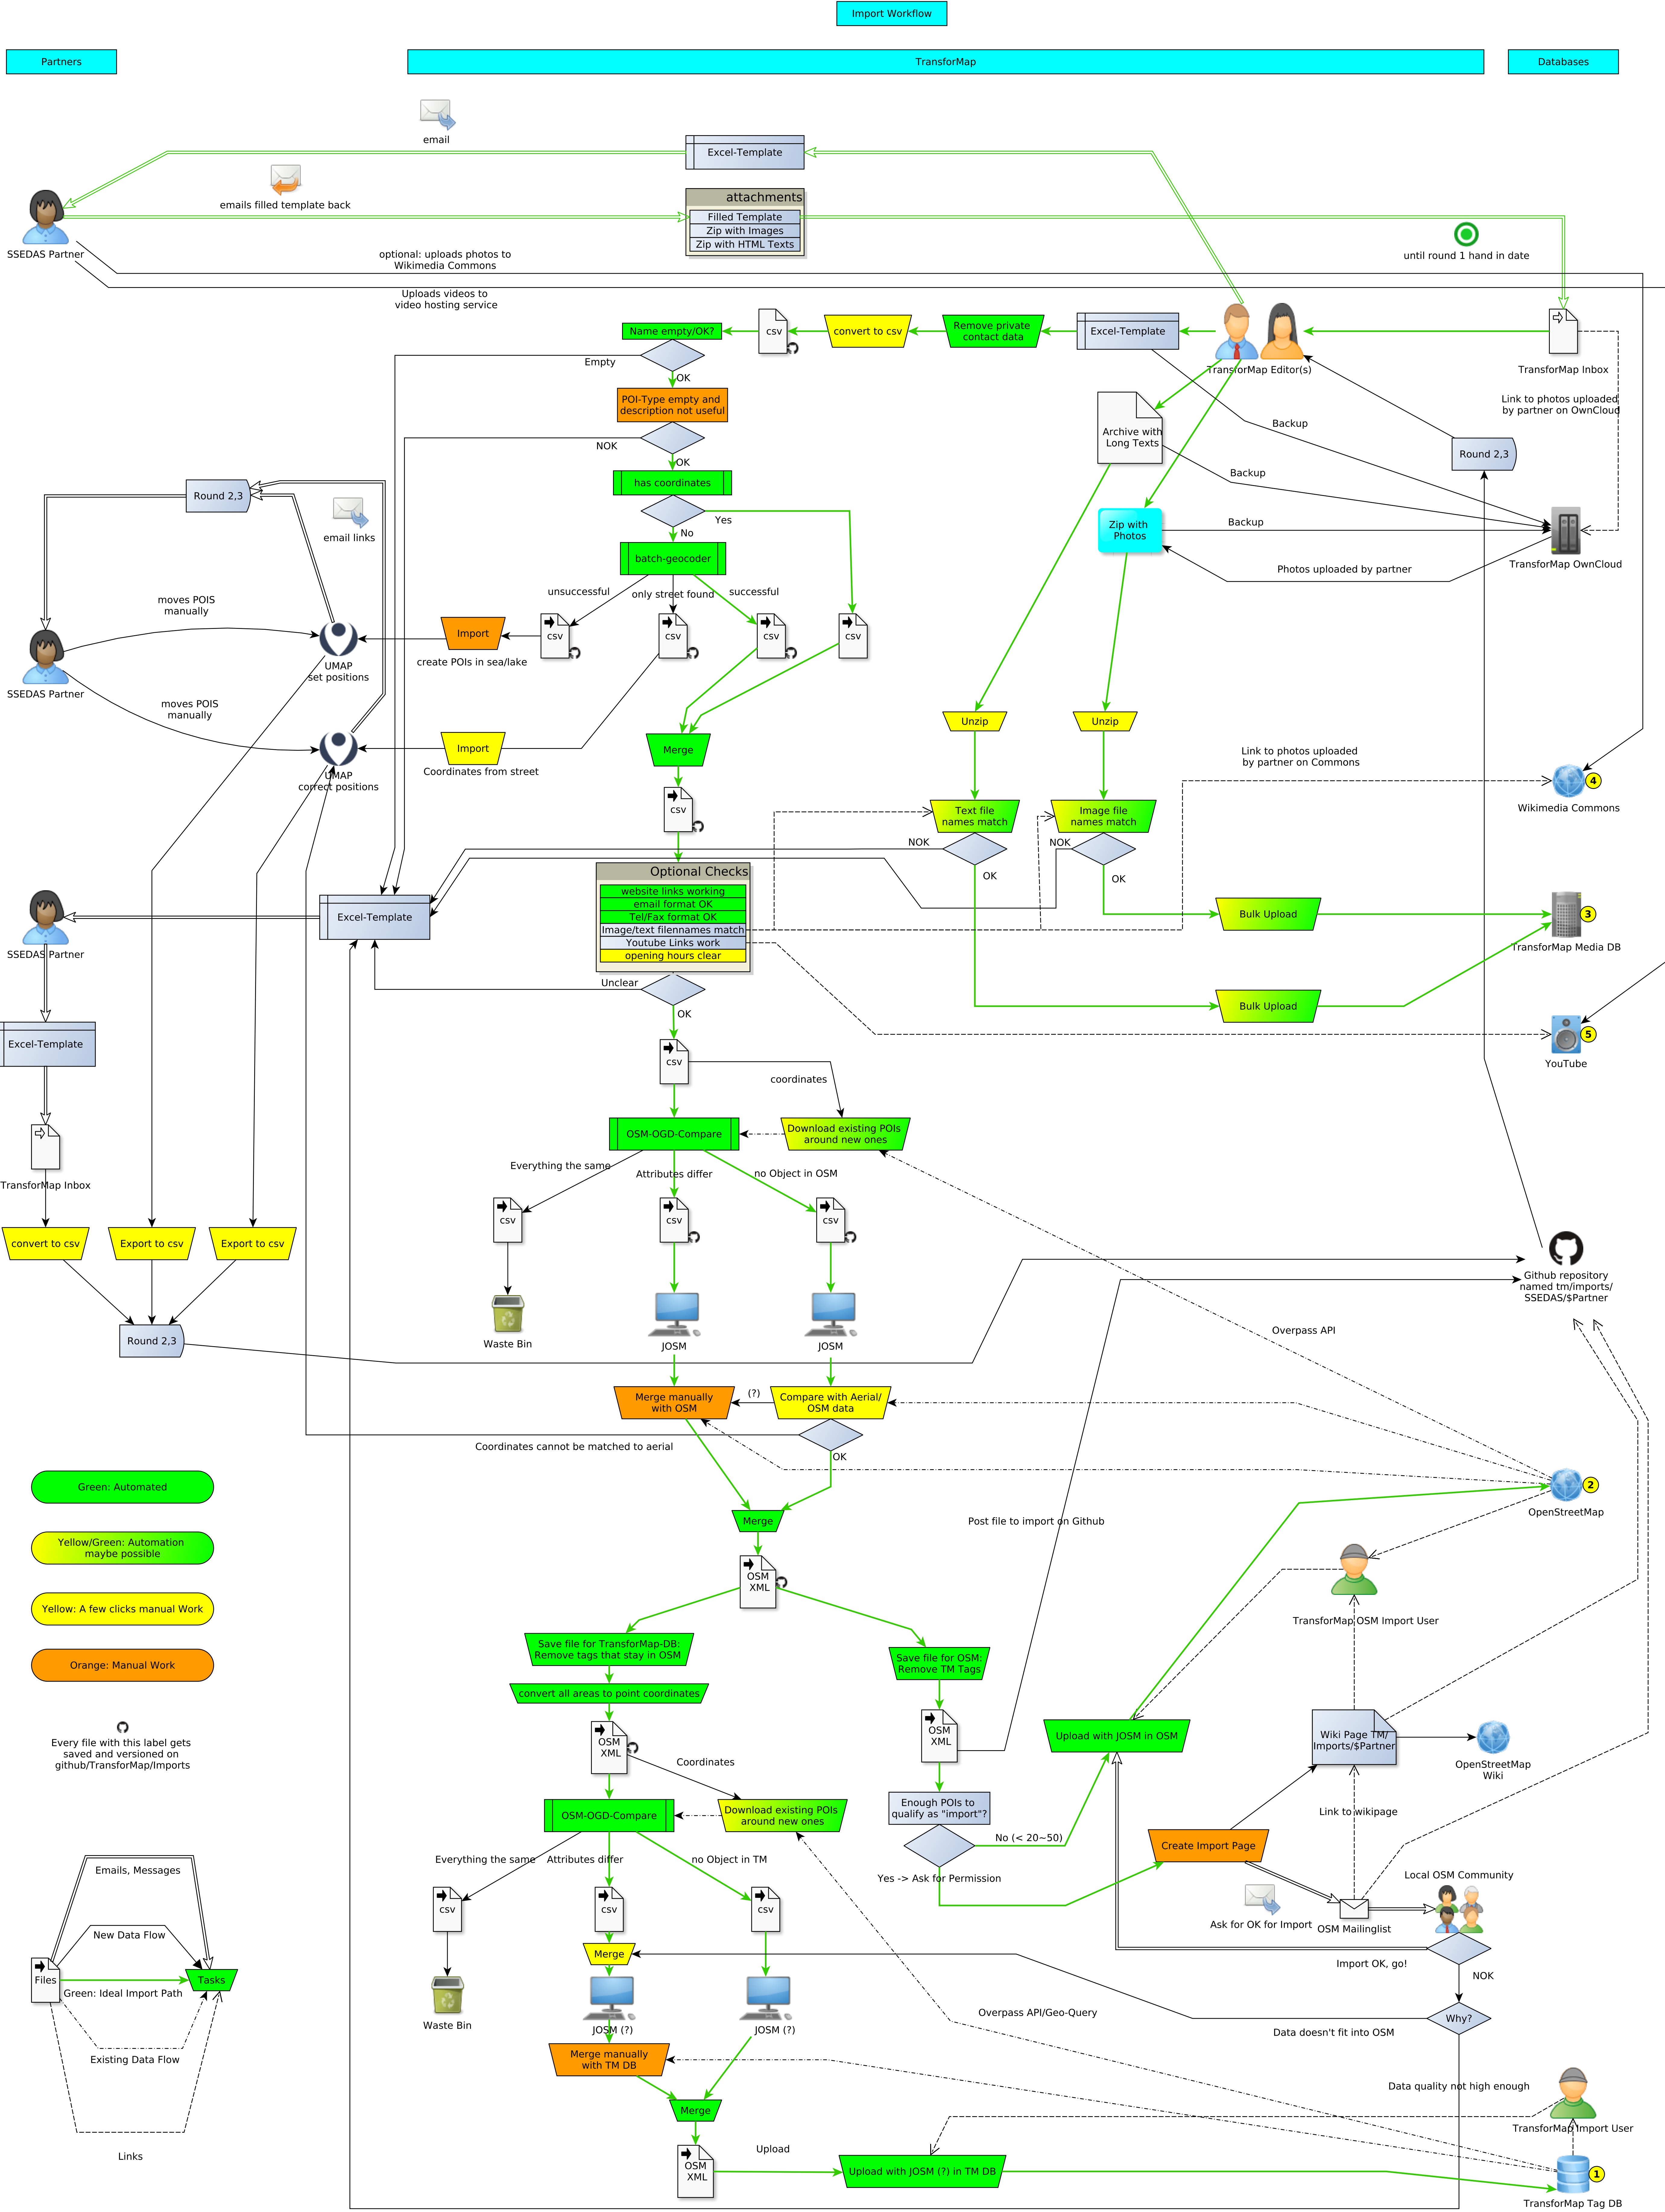 Import Workflow
Partners
TransforMap
Databases
email
Excel-Template
emails filled template back
attachments
Filled Template
Zip with Images
Zip with HTML Texts
SSEDAS Partner
optional: uploads photos to
Wikimedia Commons
Uploads videos to
video hosting service
until round 1 hand in date
Name empty/OK?
csv
convert to csv
Remove private
contact data
Excel-Template
TransforMap Editor(s)
TransforMap Inbox
Empty
OK
POI-Type empty and
description not useful
NOK
OK
Archive with
Long Texts
Backup
Link to photos uploaded
by partner on OwnCloud
Round 2,3
has coordinates
Yes
No
Backup
Round 2,3
email links
Zip with
Photos
Backup
TransforMap OwnCloud
Photos uploaded by partner
batch-geocoder
unsuccessful
only street found
successful
moves POIS
manually
Import
create POIs in sea/lake
csv
csv
csv
csv
UMAP
set positions
SSEDAS Partner
moves POIS
manually
Import
Coordinates from street
Merge
UMAP
correct positions
Unzip
Unzip
Link to photos uploaded
by partner on Commons
4
Wikimedia Commons
csv
Text file
names match
Image file
names match
NOK
OK
NOK
OK
Optional Checks
website links working
email format OK
Tel/Fax format OK
Image/text filennames match
Youtube Links work
opening hours clear
Excel-Template
SSEDAS Partner
Bulk Upload
3
TransforMap Media DB
Unclear
OK
Bulk Upload
5
YouTube
Excel-Template
csv
coordinates
OSM-OGD-Compare
Download existing POIs
around new ones
Everything the same
Attributes differ
no Object in OSM
TransforMap Inbox
csv
csv
csv
convert to csv
Export to csv
Export to csv
Github repository
named tm/imports/
SSEDAS/$Partner
Round 2,3
Waste Bin
JOSM
JOSM
Overpass API
Merge manually
with OSM
(?)
Compare with Aerial/
OSM data
Coordinates cannot be matched to aerial
OK
Green: Automated
2
OpenStreetMap
Merge
Post file to import on Github
Yellow/Green: Automation
maybe possible
OSM
XML
Yellow: A few clicks manual Work
TransforMap OSM Import User
Orange: Manual Work
Save file for TransforMap-DB:
Remove tags that stay in OSM
Save file for OSM:
Remove TM Tags
convert all areas to point coordinates
Every file with this label gets
saved and versioned on
github/TransforMap/Imports
OSM
XML
OSM
XML
Coordinates
Upload with JOSM in OSM
Wiki Page TM/
Imports/$Partner
OpenStreetMap
Wiki
OSM-OGD-Compare
Download existing POIs
around new ones
Enough POIs to
qualify as "import"?
Link to wikipage
No (< 20~50)
Create Import Page
Everything the same
Attributes differ
no Object in TM
Yes -> Ask for Permission
Local OSM Community
Emails, Messages
csv
csv
csv
Ask for OK for Import
OSM Mailinglist
New Data Flow
Merge
Import OK, go!
NOK
Files
Tasks
Green: Ideal Import Path
Waste Bin
JOSM (?)
JOSM (?)
Overpass API/Geo-Query
Why?
Data doesn't fit into OSM
Existing Data Flow
Merge manually
with TM DB
Data quality not high enough
Merge
TransforMap Import User
Links
OSM
XML
Upload
Upload with JOSM (?) in TM DB
1
TransforMap Tag DB